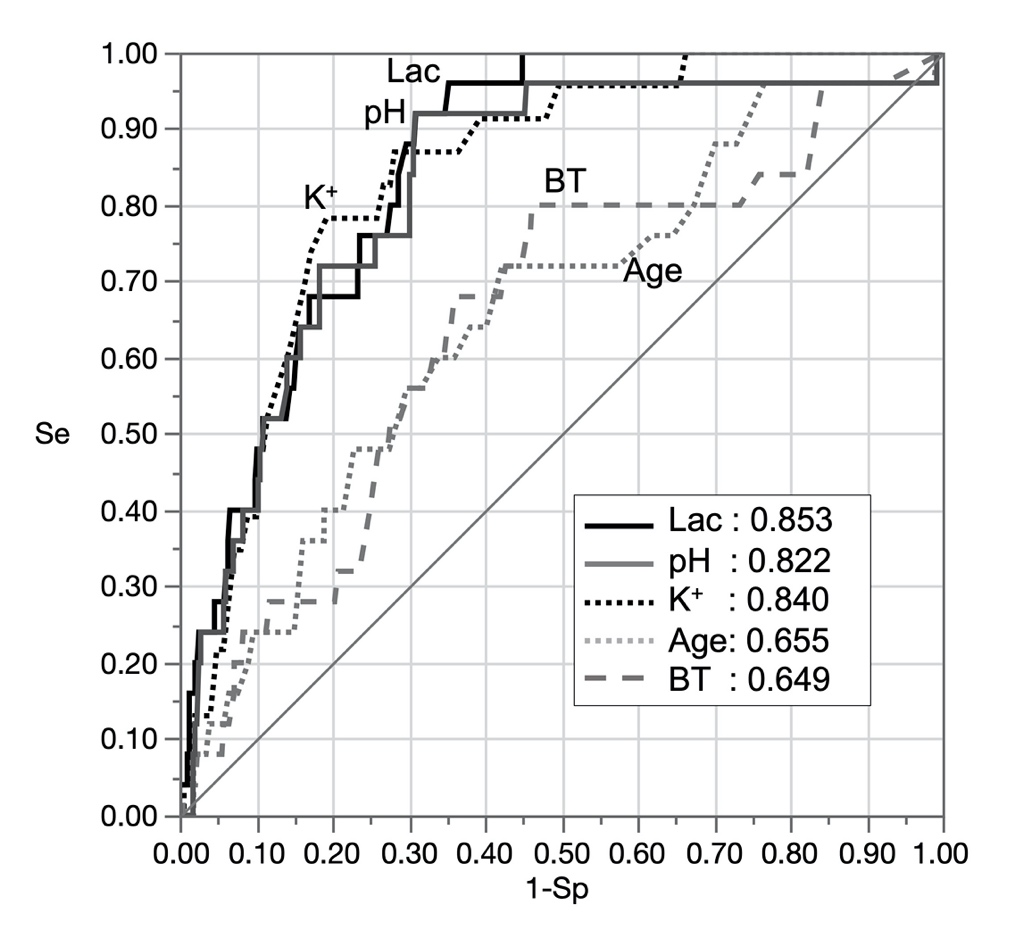 1.00
Lac
pH
0.90
K⁺
0.80
BT
0.70
Age
0.60
Se
0.50
0.40
Lac : 0.853
pH : 0.822
K⁺ : 0.840
Age: 0.655
BT : 0.649
0.30
0.20
0.10
0.00
0.00 0.10 0.20 0.30 0.40 0.50 0.60 0.70 0.80 0.90 1.00
1-Sp